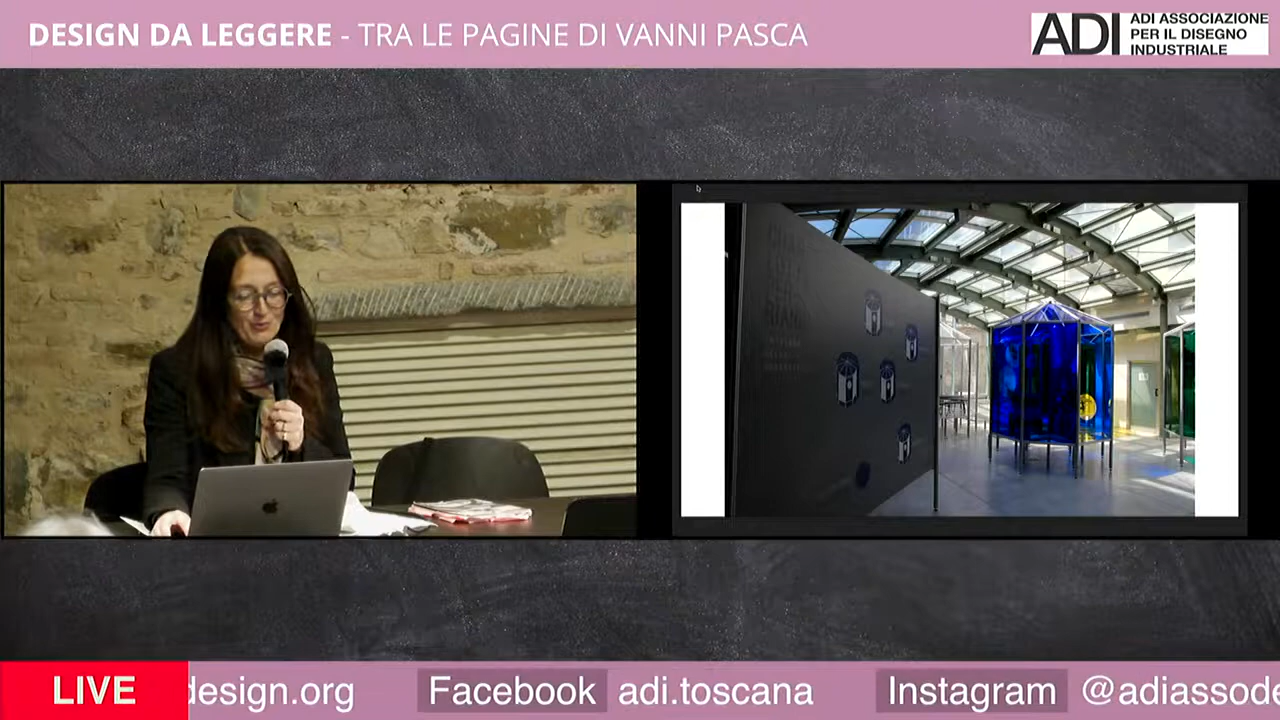 DESIGN DA LEGGERE - TRA LE PAGINE DI VANNI PASCA
ADI
ADI ASSOCIAZIONE
PER IL DISEGNO
INDUSTRIALE
LIVE
design.org
Facebook
adi.toscana
Instagram
@adiassode